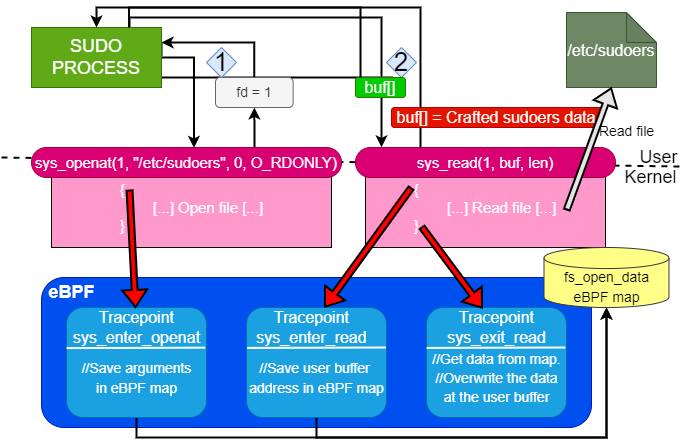 SUDO
PROCESS
1
2
/etc/sudoers
fd = 1
buf[]
buf[] = Crafted sudoers data
Read file
sys_openat(1, "/etc/sudoers", 0, O_RDONLY)
sys_read(1, buf, len)
User
Kernel
{
[...] Open file [...]
}
{
[...] Read file [...]
}
fs_open_data
eBPF map
eBPF
Tracepoint
sys_enter_openat
//Save arguments
in eBPF map
Tracepoint
sys_enter_read
//Save user buffer
address in eBPF map
Tracepoint
sys_exit_read
//Get data from map.
//Overwrite the data
at the user buffer